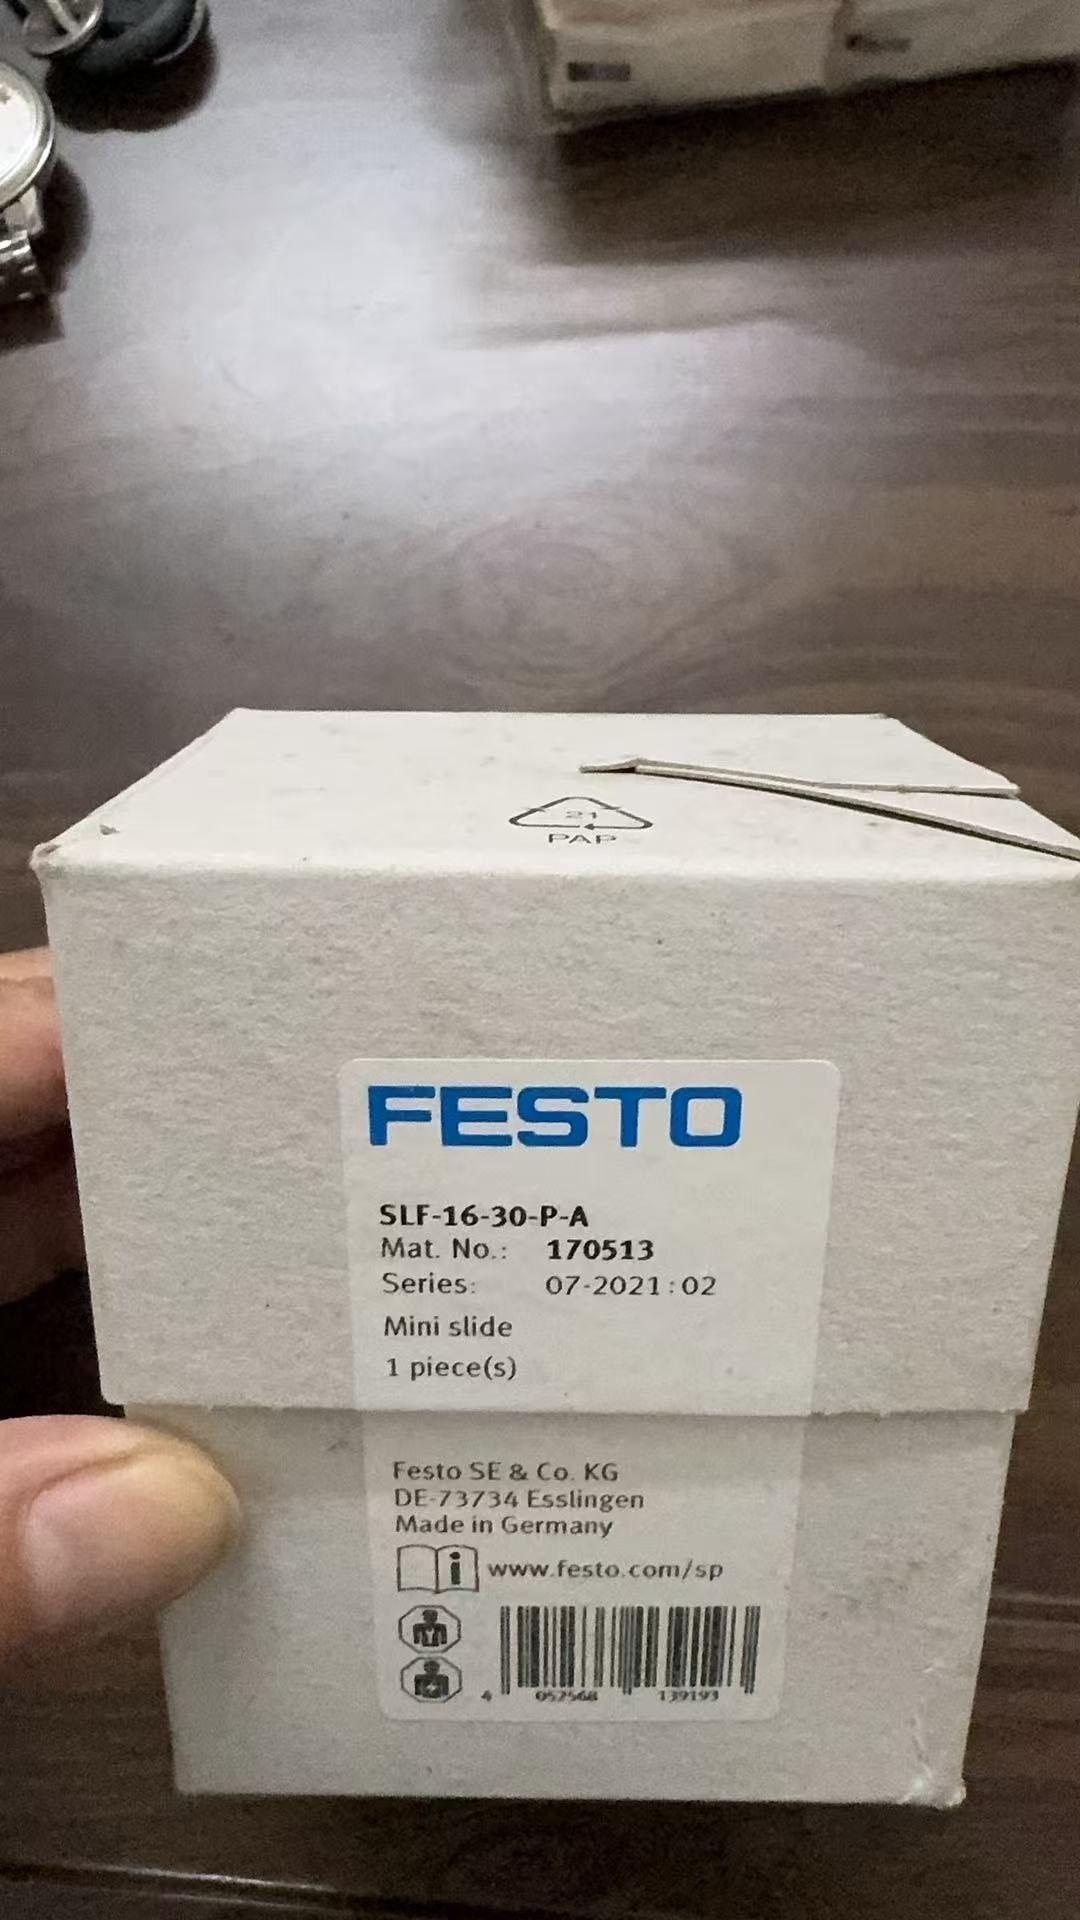 21
PAP
FESTO
SLF-16-30-P-A
Mat. No.: 170513
Series: 07-2021:02
Mini slide
1 piece(s)
Festo SE & Co. KG
DE-73734 Esslingen
Made in Germany
i www.festo.com/sp
4 052568 139193